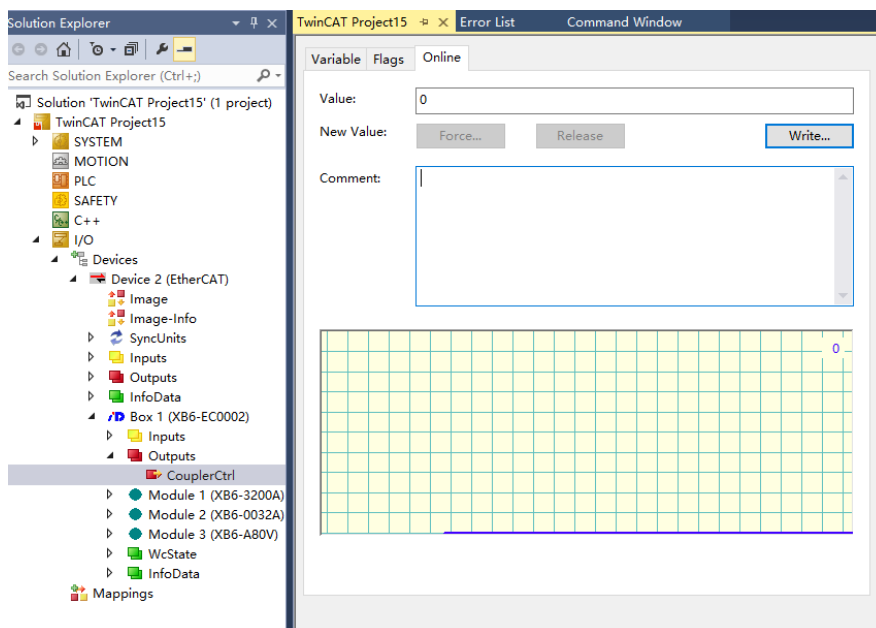 Solution Explorer
Search Solution Explorer (Ctrl+;)
Solution 'TwinCAT Project15' (1 project)
TwinCAT Project15
SYSTEM
MOTION
PLC
SAFETY
C++
I/O
Devices
Device 2 (EtherCAT)
Image
Image-Info
SyncUnits
Inputs
Outputs
InfoData
Box 1 (XB6-EC0002)
Inputs
Outputs
CouplerCtrl
Module 1 (XB6-3200A)
Module 2 (XB6-0032A)
Module 3 (XB6-A80V)
WcState
InfoData
Mappings
TwinCAT Project15 Error List Command Window
Variable Flags Online
Value: 0
New Value: Force... Release Write...
Comment:
0